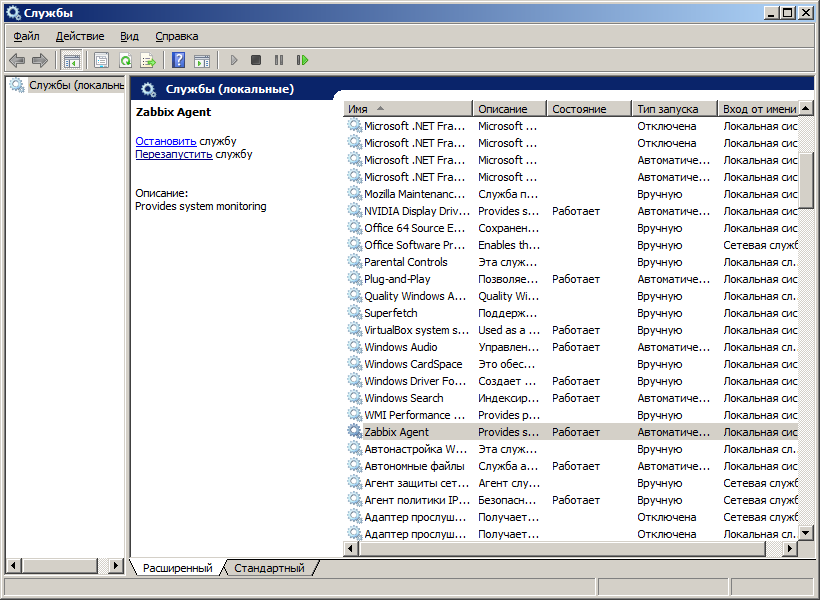 Службы
Файл Действие Вид Справка
Службы (локальнь
Службы (локальные)
Zabbix Agent
Остановить службу
Перезапустить службу
Описание:
Provides system monitoring
Имя Описание Состояние Тип запуска Вход от имени
Microsoft .NET Fra... Microsoft ... Отключена Локальная сис
Microsoft .NET Fra... Microsoft ... Отключена Локальная сис
Microsoft .NET Fra... Microsoft ... Автоматиче... Локальная сис
Microsoft .NET Fra... Microsoft ... Автоматиче... Локальная сис
Mozilla Maintenanc... Служба п... Вручную Локальная сис
NVIDIA Display Driv... Provides s... Работает Автоматиче... Локальная сис
Office 64 Source E... Сохранен... Вручную Локальная сис
Office Software Pr... Enables th... Вручную Сетевая служб
Parental Controls Эта служ... Вручную Локальная сл.
Plug-and-Play Позволяе... Работает Автоматиче... Локальная сис
Quality Windows A... Quality Wi... Вручную Локальная сл.
Superfetch Поддерж... Вручную Локальная сис
VirtualBox system s... Used as a ... Работает Вручную Локальная сис
Windows Audio Управлен... Работает Автоматиче... Локальная сл.
Windows CardSpace Это обес... Вручную Локальная сис
Windows Driver Fo... Создает ... Работает Автоматиче... Локальная сис
Windows Search Индексир... Работает Автоматиче... Локальная сис
WMI Performance ... Provides p... Вручную Локальная сис
Zabbix Agent Provides s... Работает Автоматиче... Локальная сис
Автонастройка W... Эта служ... Вручную Локальная сл.
Автономные файлы Служба а... Работает Автоматиче... Локальная сис
Агент защиты сет... Агент слу... Вручную Сетевая служб
Агент политики IP... Безопасн... Работает Вручную Сетевая служб
Адаптер прослуш... Получает... Отключена Сетевая служб
Адаптер прослуш... Получает... Отключена Локальная сл.
Расширенный Стандартный